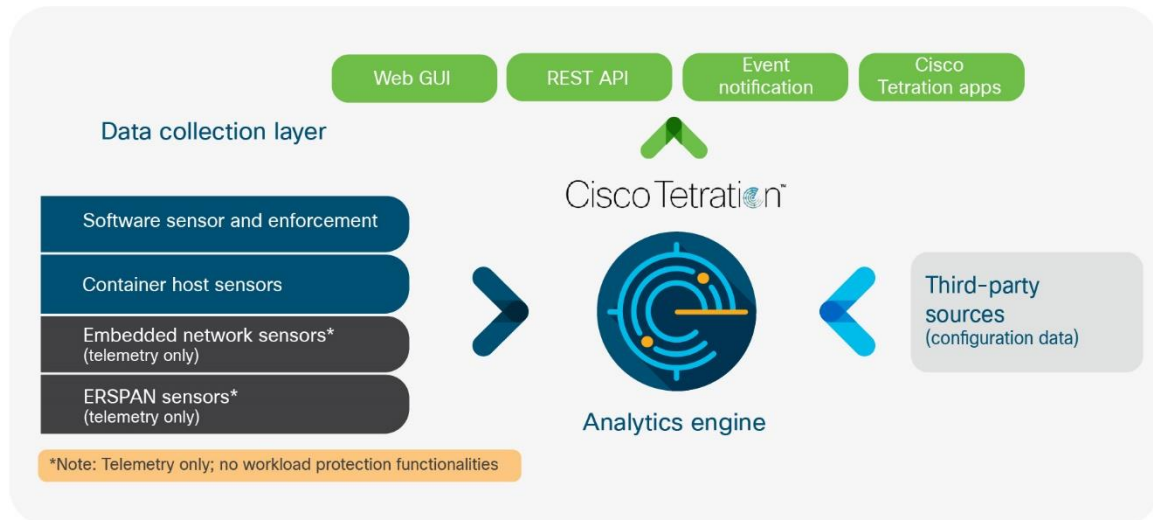 Web GUI
REST API
Event
notification
Cisco
Tetration apps
Data collection layer
Cisco Tetration™
Software sensor and enforcement
Container host sensors
Embedded network sensors*
(telemetry only)
ERSPAN sensors*
(telemetry only)
Third-party
sources
(configuration data)
Analytics engine
*Note: Telemetry only; no workload protection functionalities